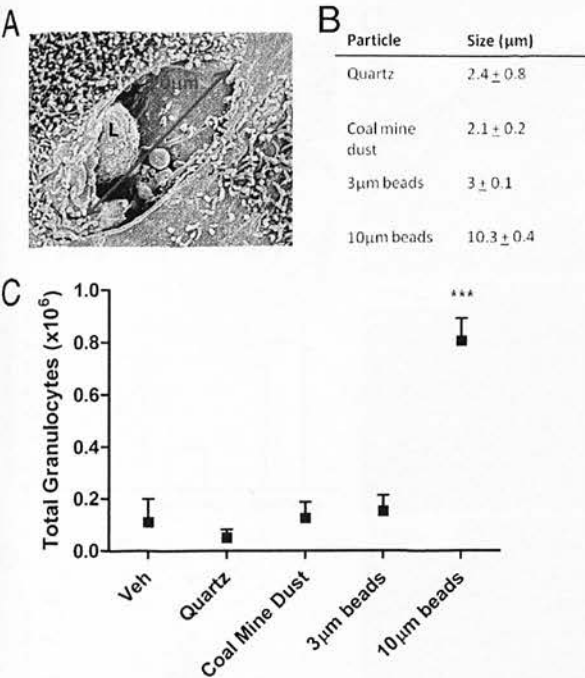 A
L
B
Particle Size (μm)
Quartz 2.4 ± 0.8
Coal mine 2.1 ± 0.2
dust
3μm beads 3 ± 0.1
10μm beads 10.3 ± 0.4
C
Total Granulocytes (x10⁶)
1.0
***
0.8
0.6
0.4
0.2
0.0
Veh
Quartz
Coal Mine Dust
3μm beads
10μm beads